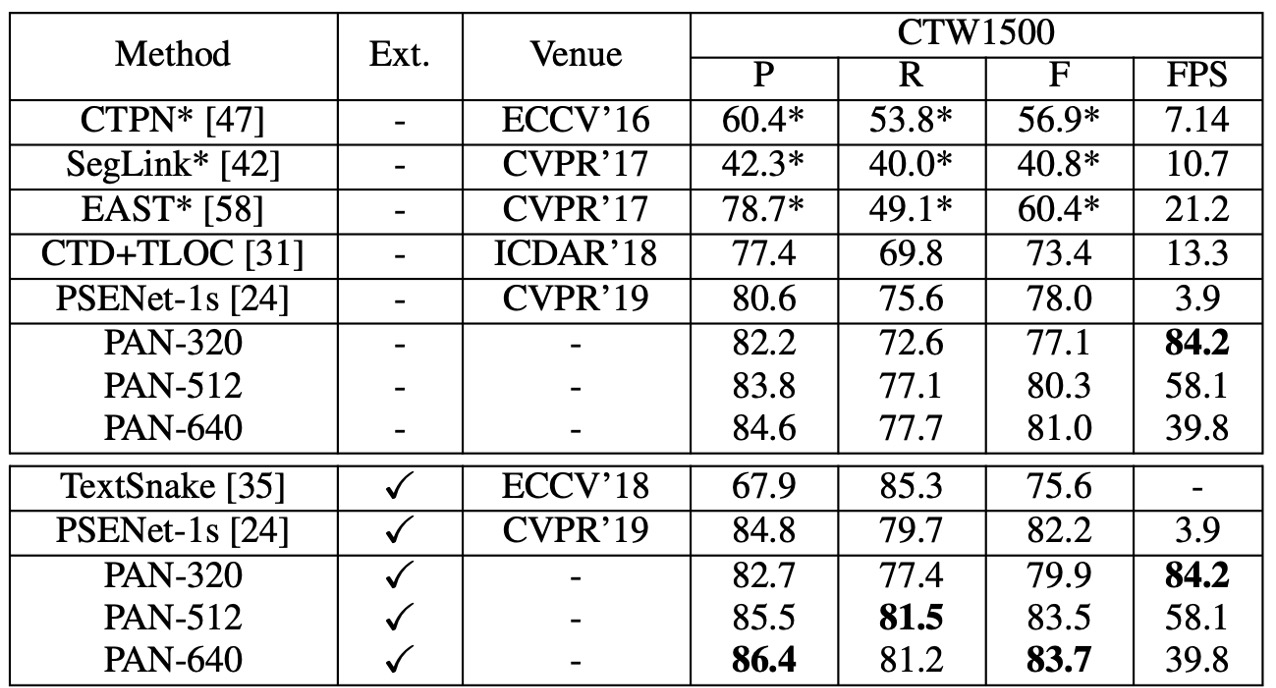 Method Ext. Venue CTW1500
P R F FPS
CTPN* [47] - ECCV’16 60.4* 53.8* 56.9* 7.14
SegLink* [42] - CVPR’17 42.3* 40.0* 40.8* 10.7
EAST* [58] - CVPR’17 78.7* 49.1* 60.4* 21.2
CTD+TLOC [31] - ICDAR’18 77.4 69.8 73.4 13.3
PSENet-1s [24] - CVPR’19 80.6 75.6 78.0 3.9
PAN-320 - - 82.2 72.6 77.1 84.2
PAN-512 - - 83.8 77.1 80.3 58.1
PAN-640 - - 84.6 77.7 81.0 39.8
TextSnake [35] ✓ ECCV’18 67.9 85.3 75.6 -
PSENet-1s [24] ✓ CVPR’19 84.8 79.7 82.2 3.9
PAN-320 ✓ - 82.7 77.4 79.9 84.2
PAN-512 ✓ - 85.5 81.5 83.5 58.1
PAN-640 ✓ - 86.4 81.2 83.7 39.8